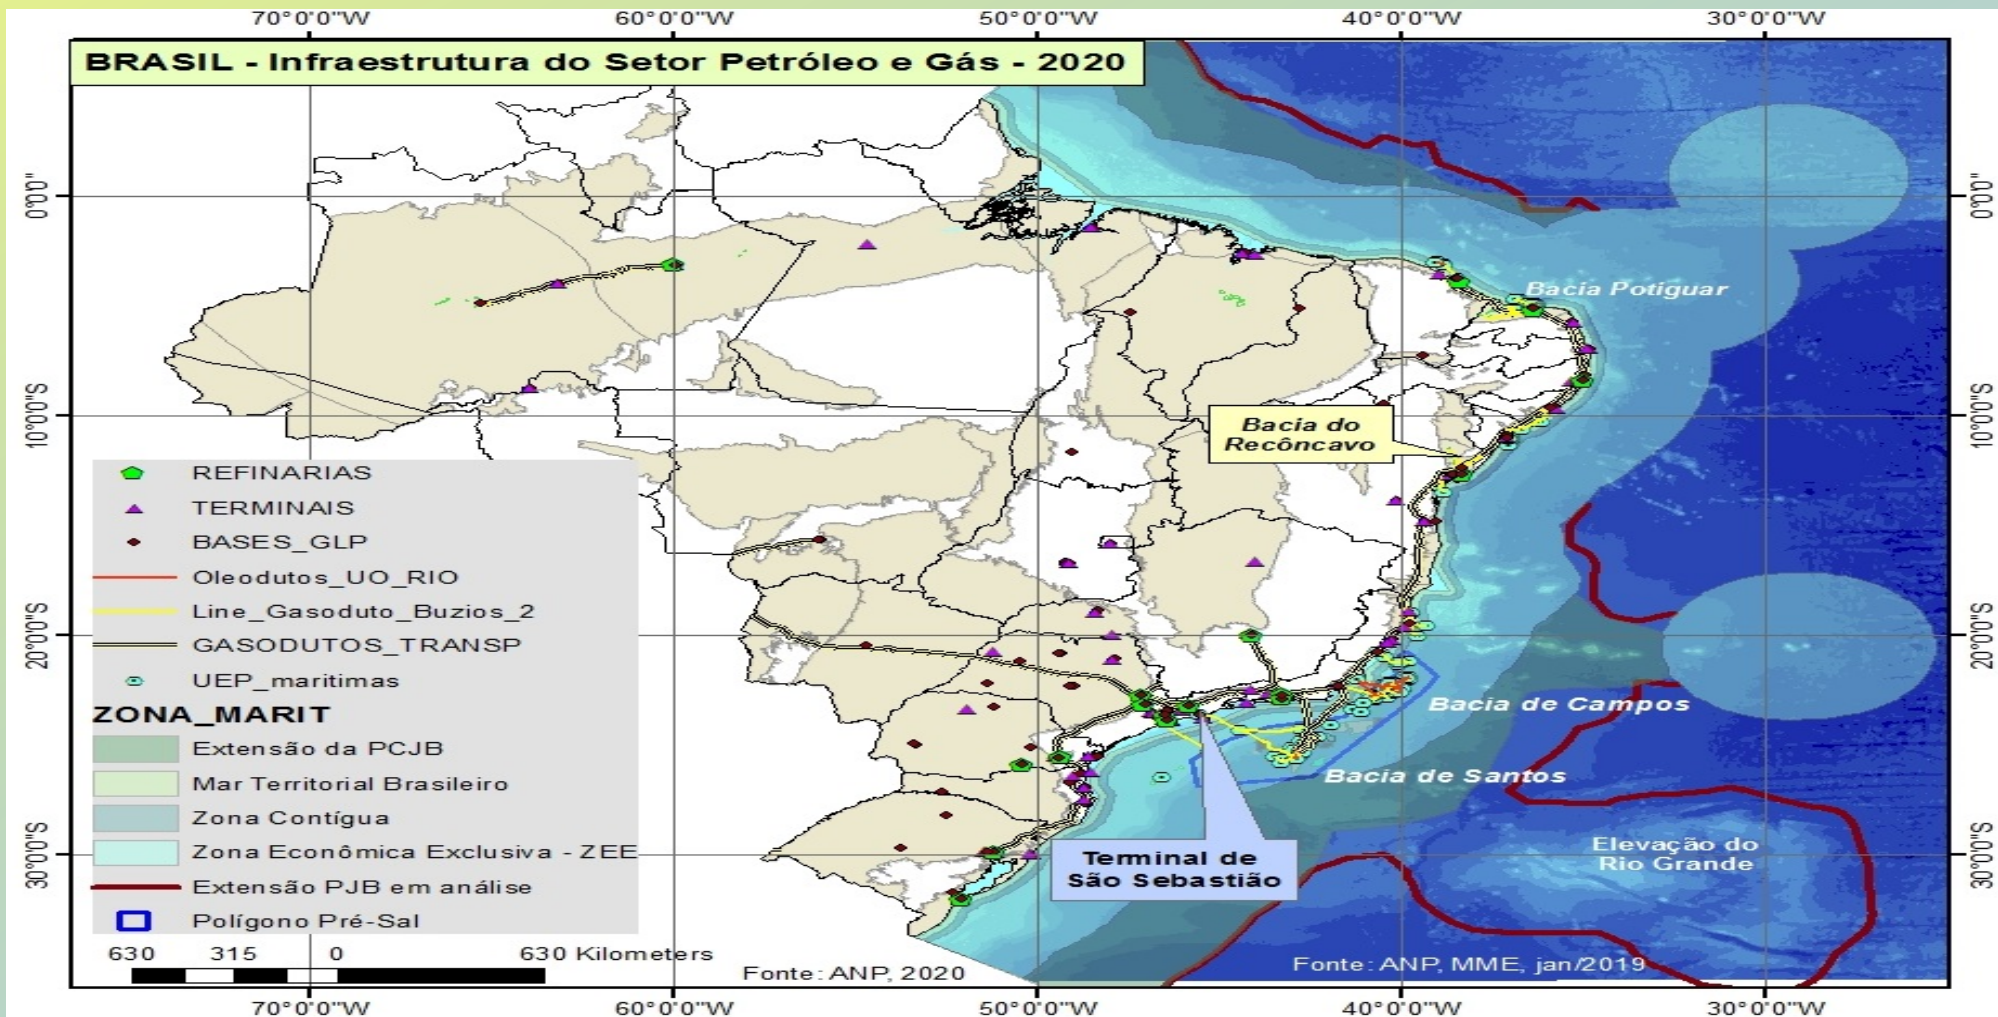 70°0'0"W 60°0'0"W 50°0'0"W 40°0'0"W 30°0'0"W
BRASIL - Infraestrutura do Setor Petróleo e Gás - 2020
0°0'0" 0°0'0"
Bacia Potiguar
10°0'0"S 10°0'0"S
Bacia do
Recôncavo
REFINARIAS
TERMINAIS
BASES_GLP
Oleodutos_UO_RIO
Line_Gasoduto_Buzios_2
20°0'0"S 20°0'0"S
GASODUTOS_TRANSP
UEP_maritimas
ZONA_MARIT
Bacia de Campos
Extensão da PCJB
Bacia de Santos
Mar Territorial Brasileiro
Zona Contígua
Zona Econômica Exclusiva - ZEE
30°0'0"S 30°0'0"S
Elevação do
Rio Grande
Terminal de
São Sebastião
Extensão PJB em análise
Polígono Pré-Sal
630 315 0 630 Kilometers
Fonte: ANP, 2020
Fonte: ANP, MME, jan/2019
70°0'0"W 60°0'0"W 50°0'0"W 40°0'0"W 30°0'0"W